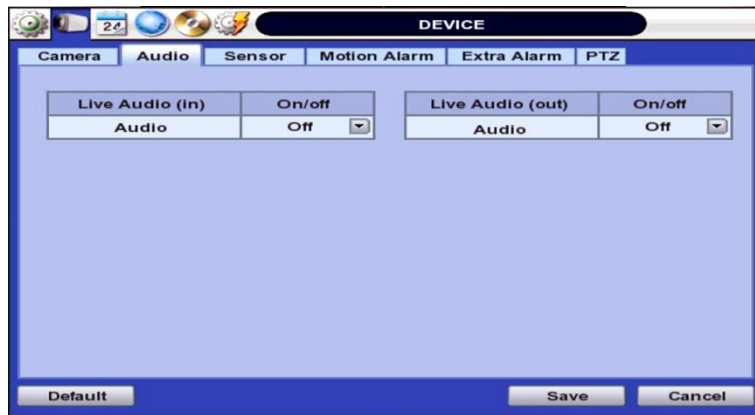 24
DEVICE
Camera Audio Sensor Motion Alarm Extra Alarm PTZ
Live Audio (in) On/off Live Audio (out) On/off
Audio Off Audio Off
Default Save Cancel